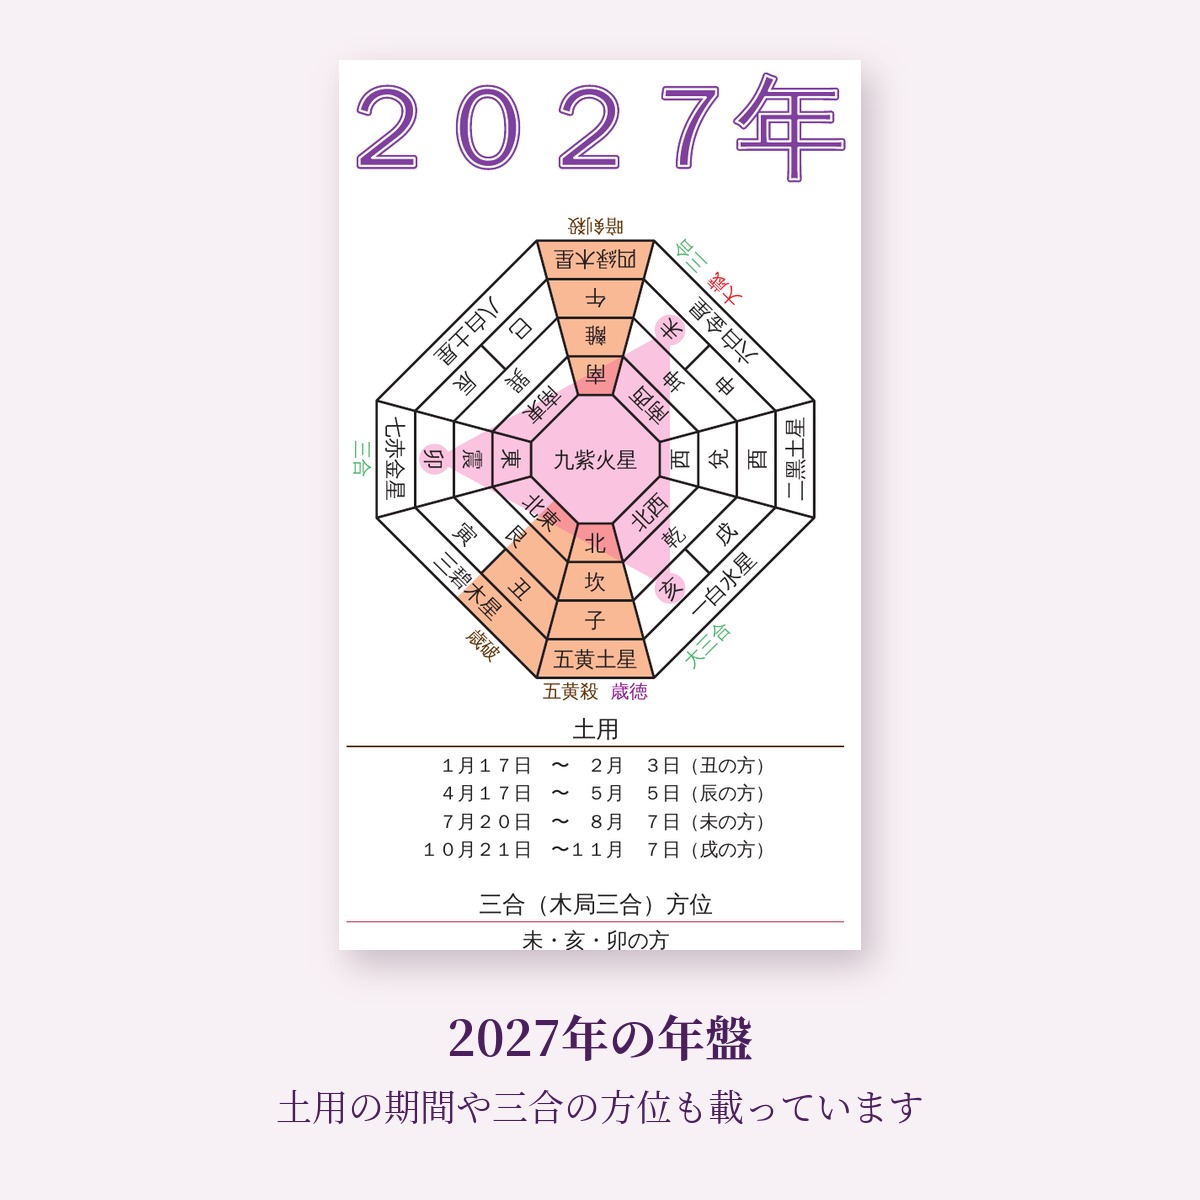 ２０２７年
暗剣殺
四緑木星
午
離
南
三合
大歳
六白金星
未
申
坤
南西
八白土星
巳
辰
巽
南東
三合
七赤金星
卯
震
東
九紫火星
西
兌
酉
二黒土星
北東
艮
寅
丑
三碧木星
歳破
北
坎
子
五黄土星
五黄殺 歳徳
北西
乾
戌
亥
一白水星
大三合
土用
１月１７日　〜　２月　３日（丑の方）
４月１７日　〜　５月　５日（辰の方）
７月２０日　〜　８月　７日（未の方）
１０月２１日　〜１１月　７日（戌の方）
三合（木局三合）方位
未・亥・卯の方
2027年の年盤
土用の期間や三合の方位も載っています